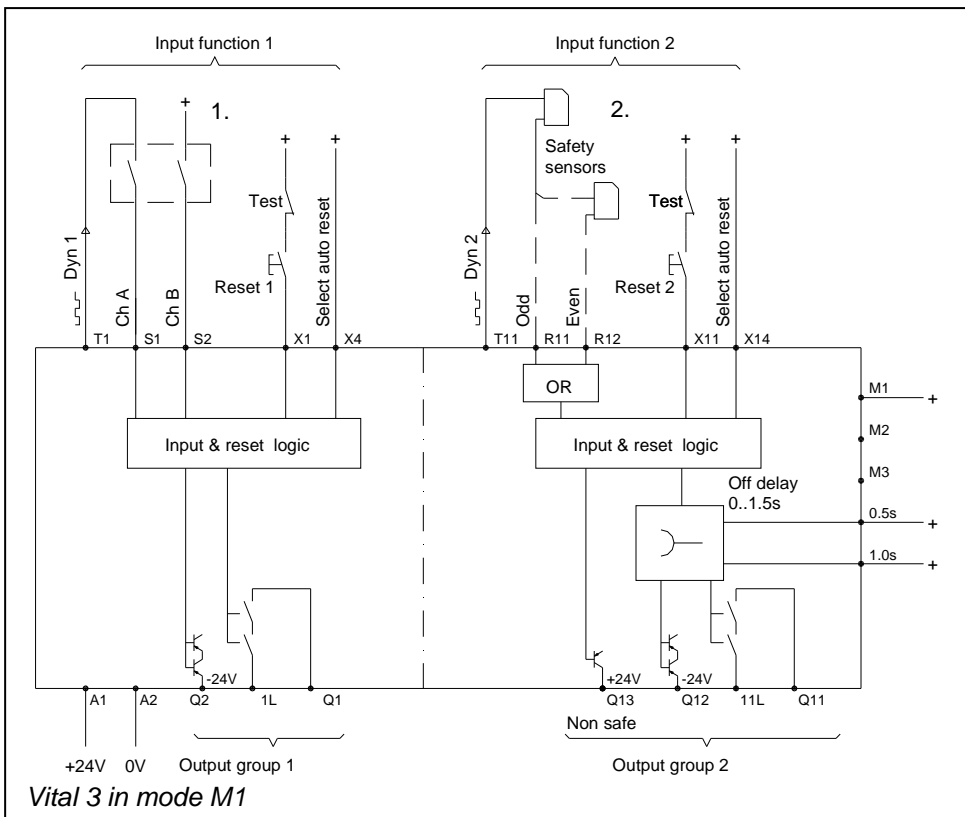 Input function 1
Input function 2
+
1.
2.
+
+
Safety
sensors
+
+
Test
Test
Dyn 1
Ch A
Ch B
Reset 1
Select auto reset
Dyn 2
Odd
Even
Reset 2
Select auto reset
T1
S1
S2
X1
X4
T11
R11
R12
X11
X14
OR
M1
+
Input & reset logic
Input & reset logic
M2
M3
Off delay
0..1.5s
0.5s
+
1.0s
+
-24V
+24V
-24V
A1
A2
Q2
1L
Q1
Q13
Q12
11L
Q11
Non safe
+24V
0V
Output group 1
Output group 2
Vital 3 in mode M1